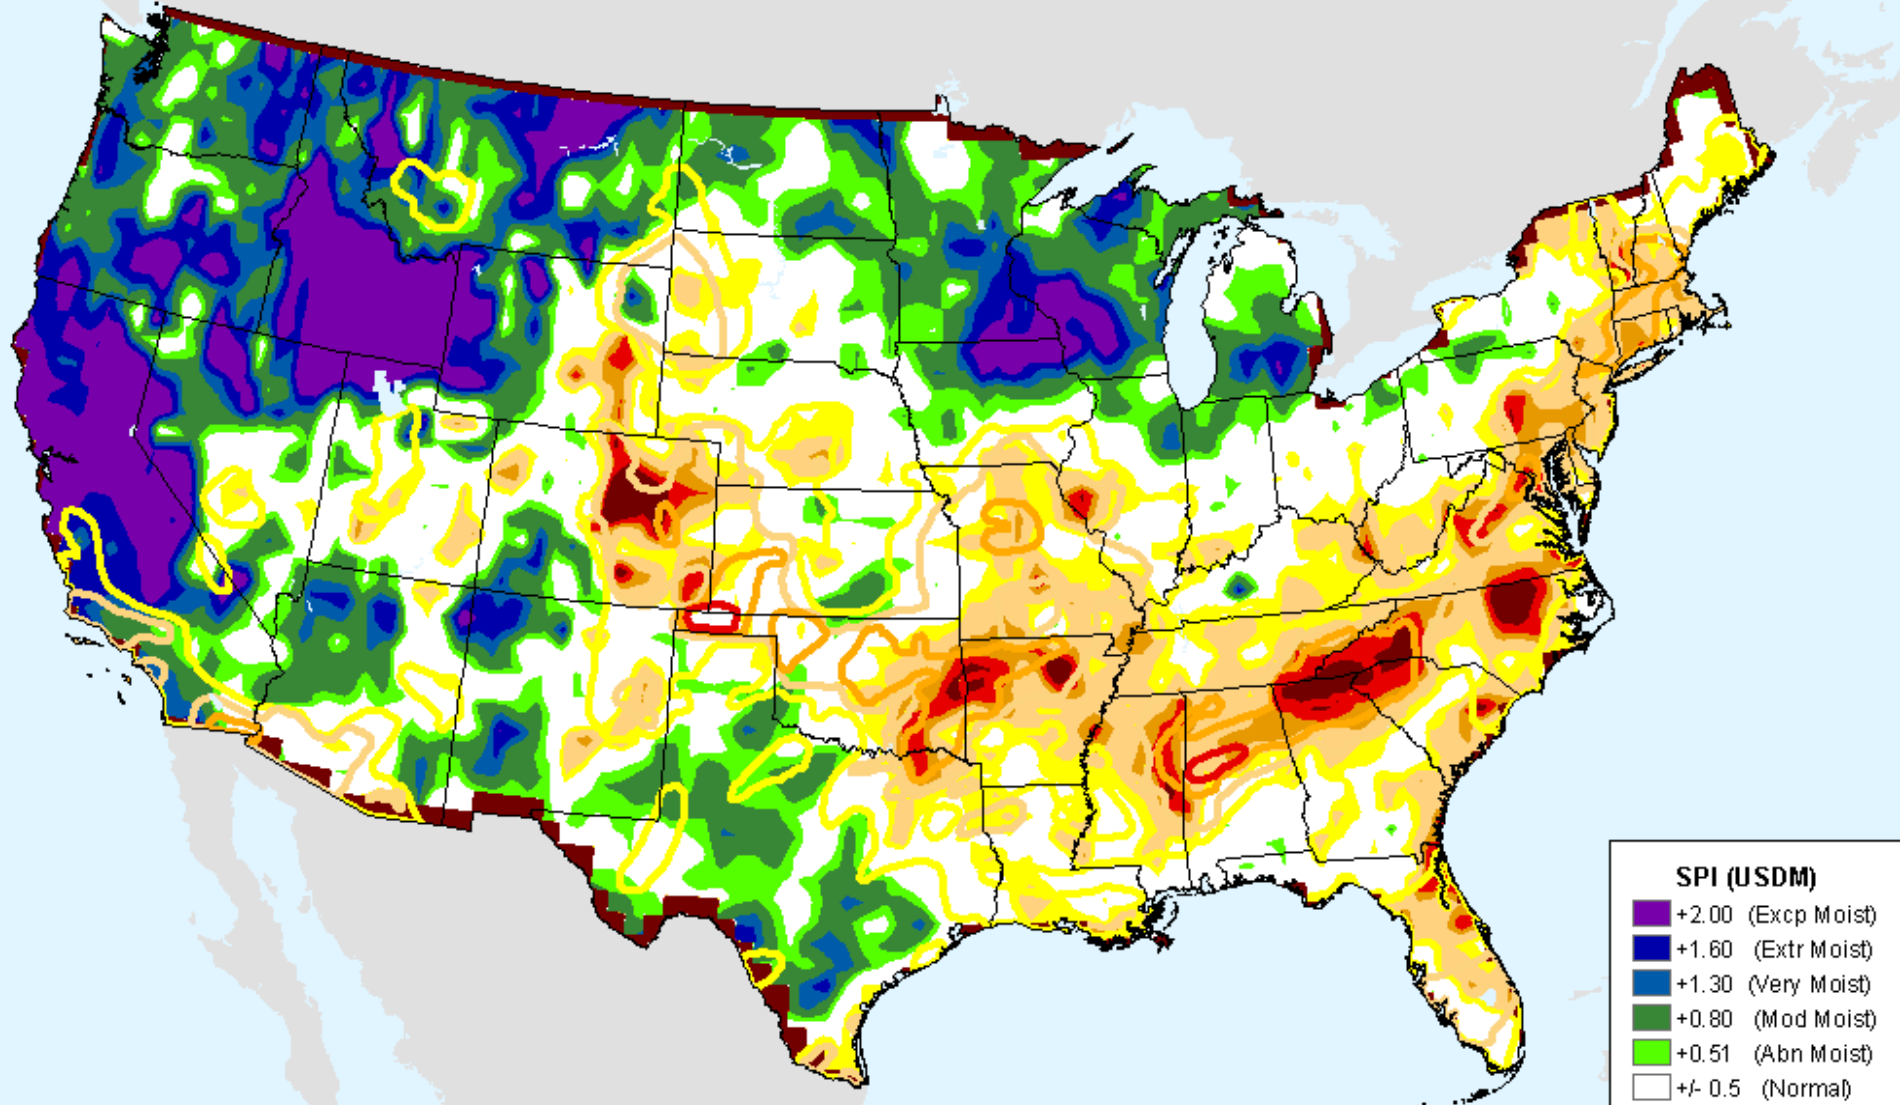 SPI (USDM)
+2.00 (Excp Moist)
+1.60 (Extr Moist)
+1.30 (Very Moist)
+0.80 (Mod Moist)
+0.51 (Abn Moist)
+/- 0.5 (Normal)